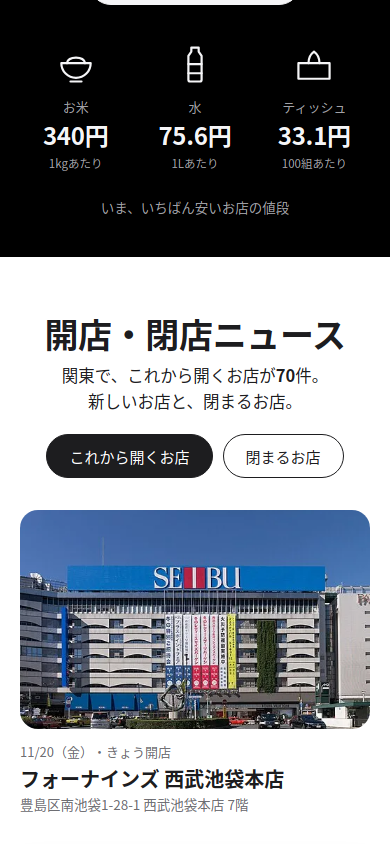 お米
水
ティッシュ
340円
75.6円
33.1円
1kgあたり
1Lあたり
100組あたり
いま、いちばん安いお店の値段
開店・閉店ニュース
関東で、これから開くお店が70件。
新しいお店と、閉まるお店。
これから開くお店
閉まるお店
SEIBU
11/20（金）・きょう開店
フォーナインズ 西武池袋本店
豊島区南池袋1-28-1 西武池袋本店 7階